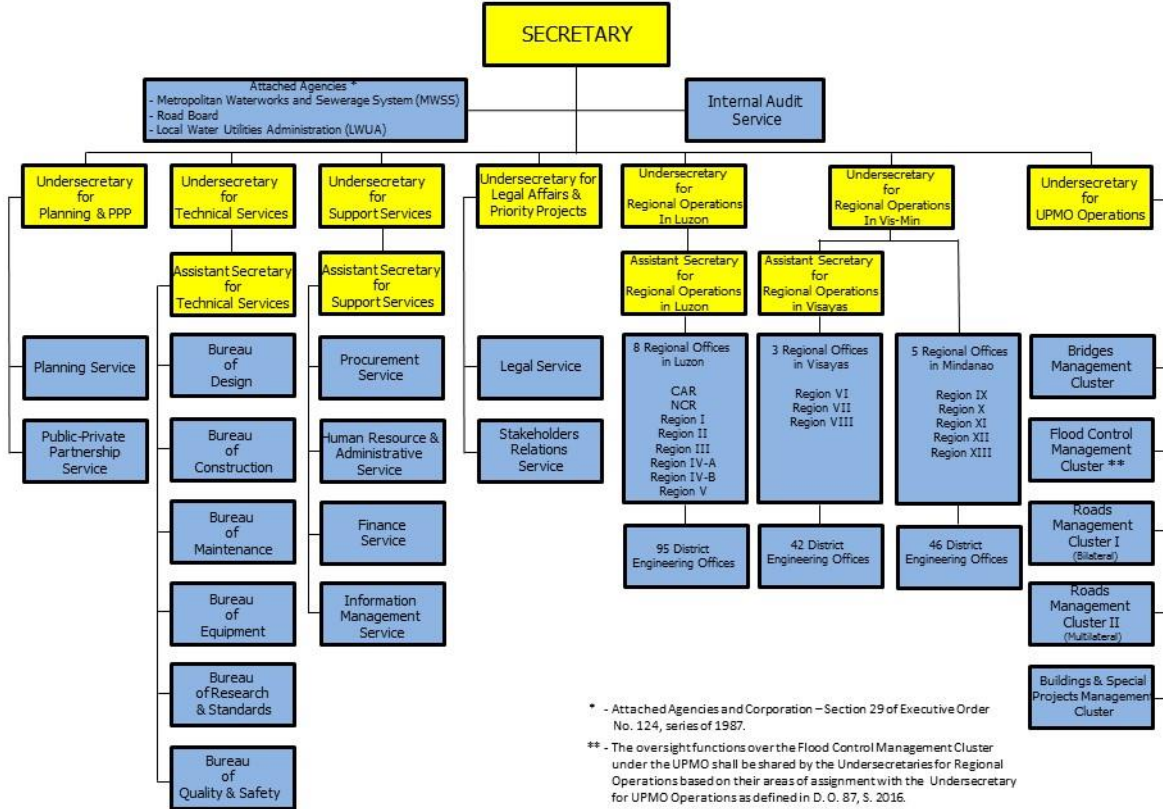 SECRETARY
Attached Agencies *
- Metropolitan Waterworks and Sewerage System (MWSS)
- Road Board
- Local Water Utilities Administration (LWUA)
Internal Audit
Service
Undersecretary
for
Planning & PPP
Undersecretary
for
Technical Services
Undersecretary
for
Support Services
Undersecretary for
Legal Affairs &
Priority Projects
Undersecretary
for
Regional Operations
In Luzon
Undersecretary
for
Regional Operations
In Vis-Min
Undersecretary
for
UPMO Operations
Assistant Secretary
for
Technical Services
Assistant Secretary
for
Support Services
Assistant Secretary
for
Regional Operations
in Luzon
Assistant Secretary
for
Regional Operations
in Visayas
Planning Service
Public-Private
Partnership
Service
Bureau
of
Design
Bureau
of
Construction
Bureau
of
Maintenance
Bureau
of
Equipment
Bureau
of Research
& Standards
Bureau
of
Quality & Safety
Procurement
Service
Human Resource &
Administrative
Service
Finance
Service
Information
Management
Service
Legal Service
Stakeholders
Relations
Service
8 Regional Offices
in Luzon
CAR
NCR
Region I
Region II
Region III
Region IV-A
Region IV-B
Region V
95 District
Engineering Offices
3 Regional Offices
in Visayas
Region VI
Region VII
Region VIII
42 District
Engineering Offices
5 Regional Offices
in Mindanao
Region IX
Region X
Region XI
Region XII
Region XIII
46 District
Engineering Offices
Bridges
Management
Cluster
Flood Control
Management
Cluster **
Roads
Management
Cluster I
(Bilateral)
Roads
Management
Cluster II
(Multilateral)
Buildings & Special
Projects Management
Cluster
* - Attached Agencies and Corporation – Section 29 of Executive Order
No. 124, series of 1987.
** - The oversight functions over the Flood Control Management Cluster
under the UPMO shall be shared by the Undersecretaries for Regional
Operations based on their areas of assignment with the Undersecretary
for UPMO Operations as defined in D. O. 87, S. 2016.